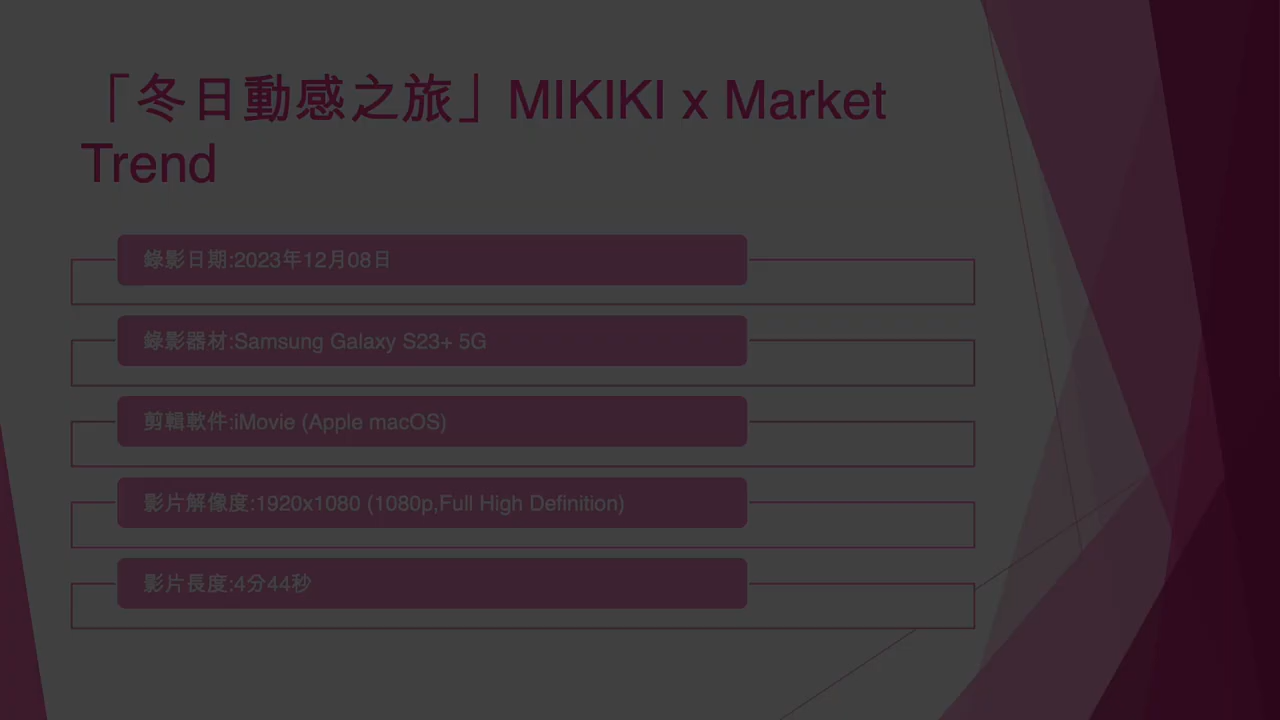 「冬日動感之旅」MIKIKI x Market
Trend
錄影日期:2023年12月08日
錄影器材:Samsung Galaxy S23+ 5G
剪輯軟件:iMovie (Apple macOS)
影片解像度:1920x1080 (1080p,Full High Definition)
影片長度:4分44秒